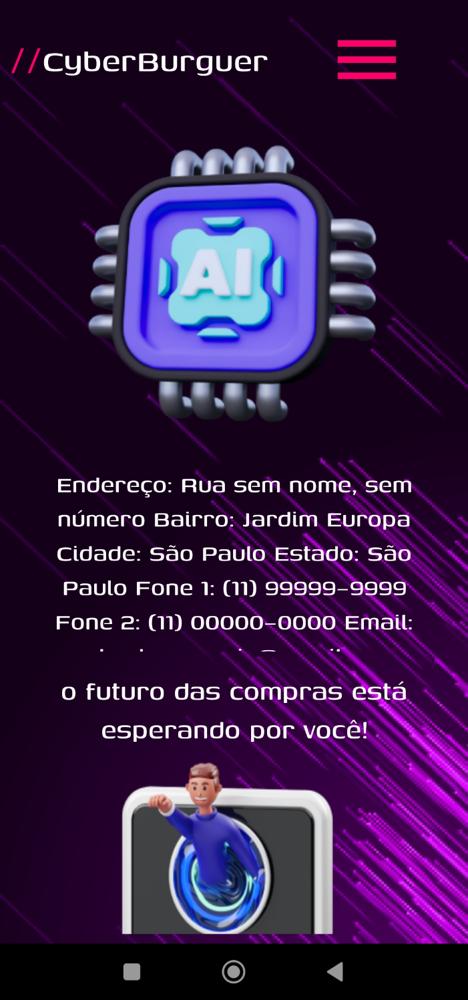 //CyberBurguer
AI
Endereço: Rua sem nome, sem
número Bairro: Jardim Europa
Cidade: São Paulo Estado: São
Paulo Fone 1: (11) 99999-9999
Fone 2: (11) 00000-0000 Email:
o futuro das compras está
esperando por você!